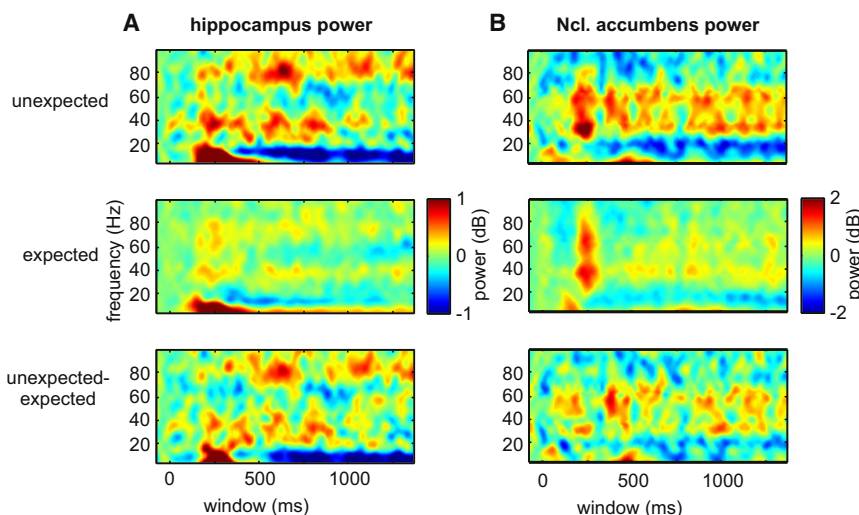 A hippocampus power
B Ncl. accumbens power
unexpected
80
60
40
20
80
60
40
20
expected
frequency (Hz)
80
60
40
20
1
0
-1
power (dB)
80
60
40
20
2
0
-2
power (dB)
unexpected-
expected
80
60
40
20
0 500 1000
window (ms)
80
60
40
20
0 500 1000
window (ms)